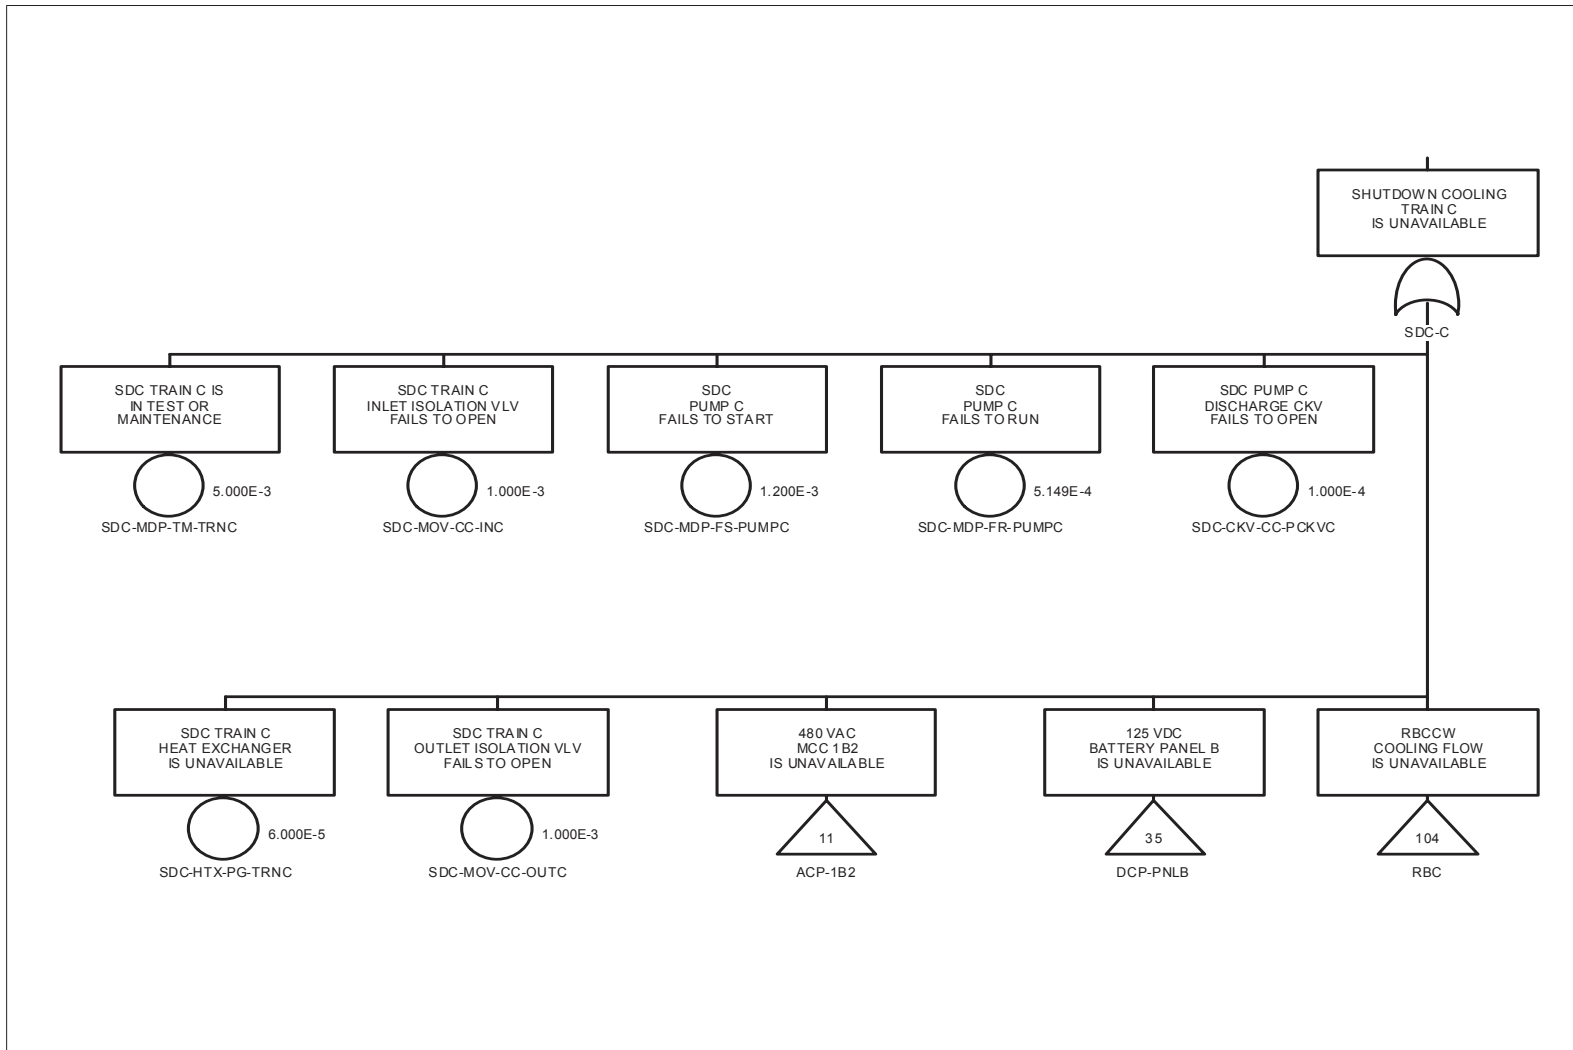 SHUTDOWN COOLING
TRAIN C
IS UNAVAILABLE
SDC-C
SDC TRAIN C IS
IN TEST OR
MAINTENANCE
5.000E-3
SDC-MDP-TM-TRNC
SDC TRAIN C
INLET ISOLATION VLV
FAILS TO OPEN
1.000E-3
SDC-MOV-CC-INC
SDC
PUMP C
FAILS TO START
1.200E-3
SDC-MDP-FS-PUMPC
SDC
PUMP C
FAILS TO RUN
5.149E-4
SDC-MDP-FR-PUMPC
SDC PUMP C
DISCHARGE CKV
FAILS TO OPEN
1.000E-4
SDC-CKV-CC-PCKVC
SDC TRAIN C
HEAT EXCHANGER
IS UNAVAILABLE
6.000E-5
SDC-HTX-PG-TRNC
SDC TRAIN C
OUTLET ISOLATION VLV
FAILS TO OPEN
1.000E-3
SDC-MOV-CC-OUTC
480 VAC
MCC 1B2
IS UNAVAILABLE
11
ACP-1B2
125 VDC
BATTERY PANEL B
IS UNAVAILABLE
35
DCP-PNLB
RBCCW
COOLING FLOW
IS UNAVAILABLE
104
RBC